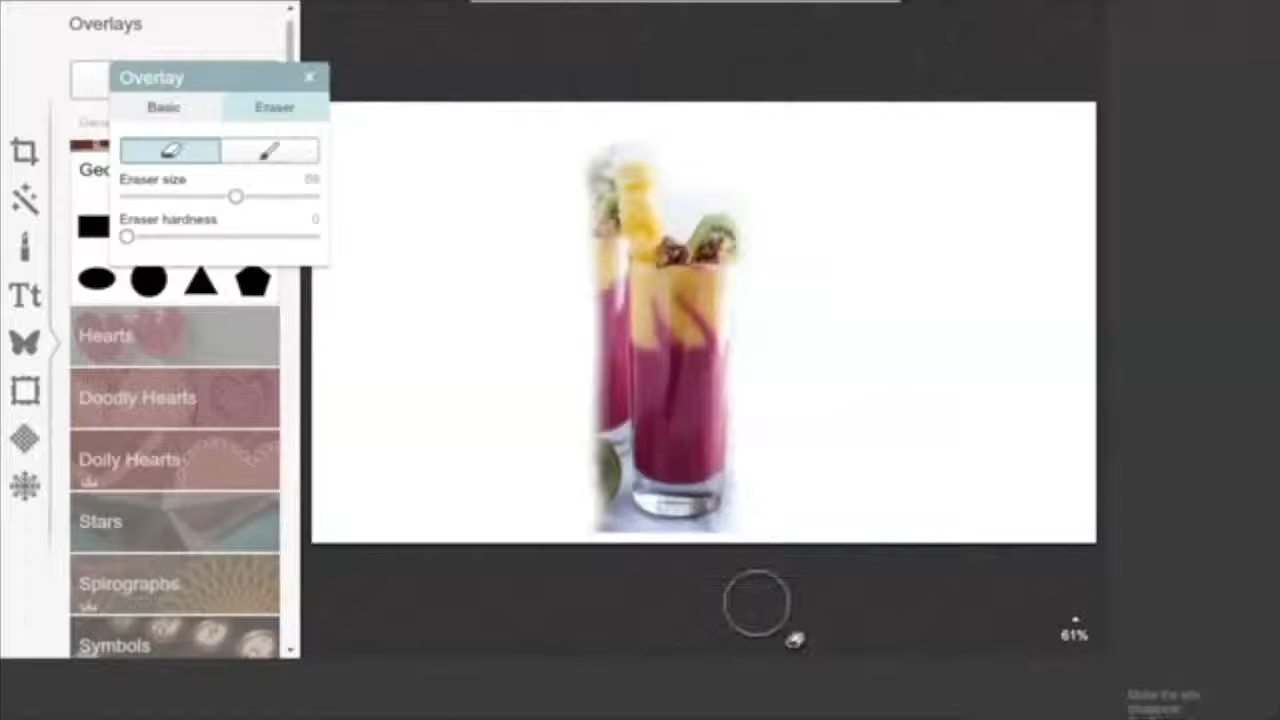 Overlays
Overlay ×
Basic Eraser
Eraser size
Eraser hardness 0
Geo
Tt
Hearts
Doodly Hearts
Doily Hearts
Stars
Spirographs
Symbols
61%